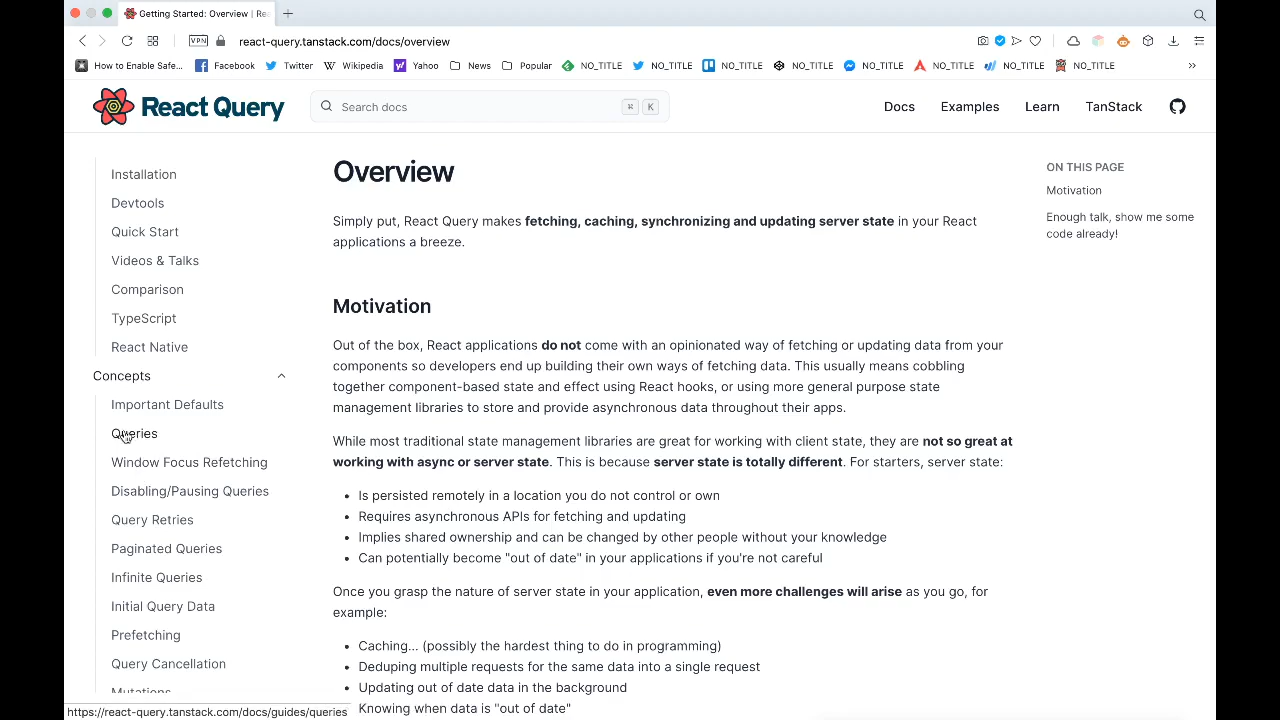 Getting Started: Overview | Rea
VPN
react-query.tanstack.com/docs/overview
How to Enable Safe...
Facebook
Twitter
Wikipedia
Yahoo
News
Popular
NO_TITLE
NO_TITLE
NO_TITLE
NO_TITLE
NO_TITLE
NO_TITLE
NO_TITLE
NO_TITLE
React Query
Search docs
⌘ K
Docs
Examples
Learn
TanStack
Installation
Devtools
Quick Start
Videos & Talks
Comparison
TypeScript
React Native
Concepts
Important Defaults
Queries
Window Focus Refetching
Disabling/Pausing Queries
Query Retries
Paginated Queries
Infinite Queries
Initial Query Data
Prefetching
Query Cancellation
Mutations
Overview
Simply put, React Query makes fetching, caching, synchronizing and updating server state in your React
applications a breeze.
Motivation
Out of the box, React applications do not come with an opinionated way of fetching or updating data from your
components so developers end up building their own ways of fetching data. This usually means cobbling
together component-based state and effect using React hooks, or using more general purpose state
management libraries to store and provide asynchronous data throughout their apps.
While most traditional state management libraries are great for working with client state, they are not so great at
working with async or server state. This is because server state is totally different. For starters, server state:
• Is persisted remotely in a location you do not control or own
• Requires asynchronous APIs for fetching and updating
• Implies shared ownership and can be changed by other people without your knowledge
• Can potentially become "out of date" in your applications if you're not careful
Once you grasp the nature of server state in your application, even more challenges will arise as you go, for
example:
• Caching... (possibly the hardest thing to do in programming)
• Deduping multiple requests for the same data into a single request
• Updating out of date data in the background
Knowing when data is "out of date"
ON THIS PAGE
Motivation
Enough talk, show me some
code already!
https://react-query.tanstack.com/docs/guides/queries